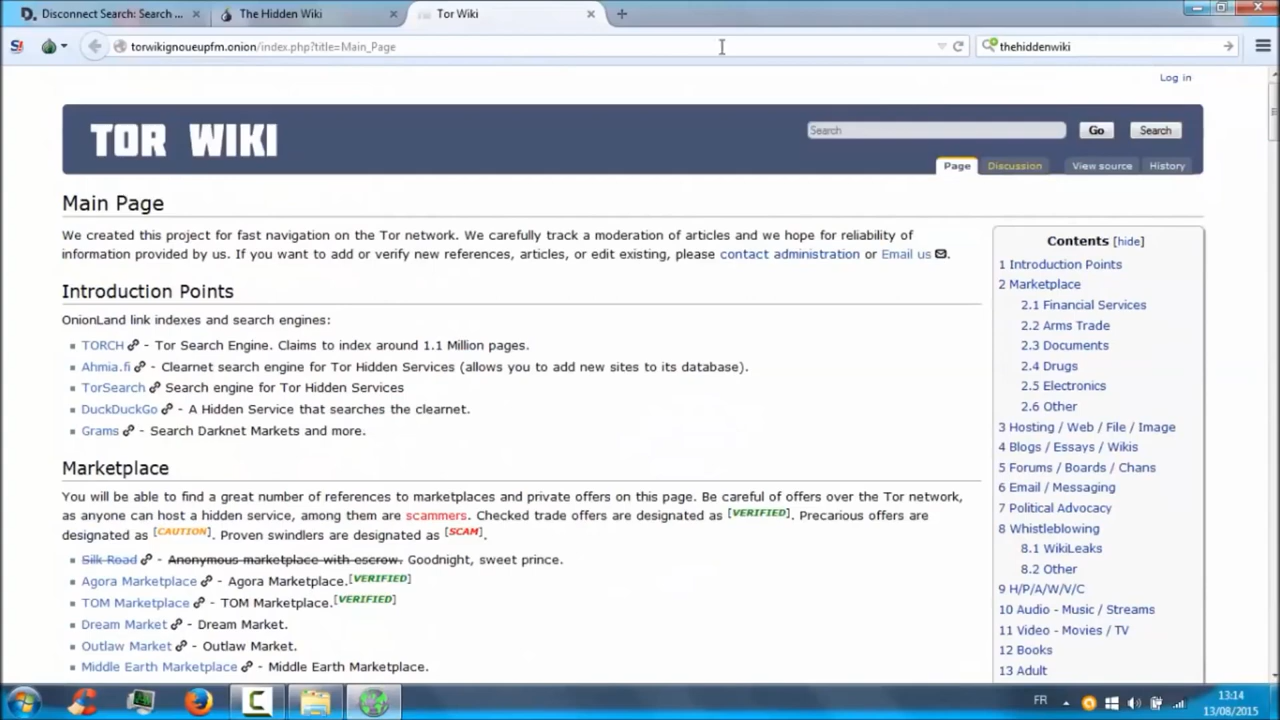 Disconnect Search: Search ...
The Hidden Wiki
Tor Wiki
torwikignoueupfm.onion/index.php?title=Main_Page
thehiddenwiki
Log in
TOR WIKI
Search
Go
Search
Page
Discussion
View source
History
Main Page
We created this project for fast navigation on the Tor network. We carefully track a moderation of articles and we hope for reliability of
information provided by us. If you want to add or verify new references, articles, or edit existing, please contact administration or Email us.
Introduction Points
OnionLand link indexes and search engines:
TORCH - Tor Search Engine. Claims to index around 1.1 Million pages.
Ahmia.fi - Clearnet search engine for Tor Hidden Services (allows you to add new sites to its database).
TorSearch Search engine for Tor Hidden Services
DuckDuckGo - A Hidden Service that searches the clearnet.
Grams - Search Darknet Markets and more.
Marketplace
You will be able to find a great number of references to marketplaces and private offers on this page. Be careful of offers over the Tor network,
as anyone can host a hidden service, among them are scammers. Checked trade offers are designated as [VERIFIED]. Precarious offers are
designated as [CAUTION]. Proven swindlers are designated as [SCAM].
Silk Road - Anonymous marketplace with escrow. Goodnight, sweet prince.
Agora Marketplace - Agora Marketplace.[VERIFIED]
TOM Marketplace - TOM Marketplace.[VERIFIED]
Dream Market - Dream Market.
Outlaw Market - Outlaw Market.
Middle Earth Marketplace - Middle Earth Marketplace.
Contents [hide]
1 Introduction Points
2 Marketplace
2.1 Financial Services
2.2 Arms Trade
2.3 Documents
2.4 Drugs
2.5 Electronics
2.6 Other
3 Hosting / Web / File / Image
4 Blogs / Essays / Wikis
5 Forums / Boards / Chans
6 Email / Messaging
7 Political Advocacy
8 Whistleblowing
8.1 WikiLeaks
8.2 Other
9 H/P/A/W/V/C
10 Audio - Music / Streams
11 Video - Movies / TV
12 Books
13 Adult
FR
13:14
13/08/2015